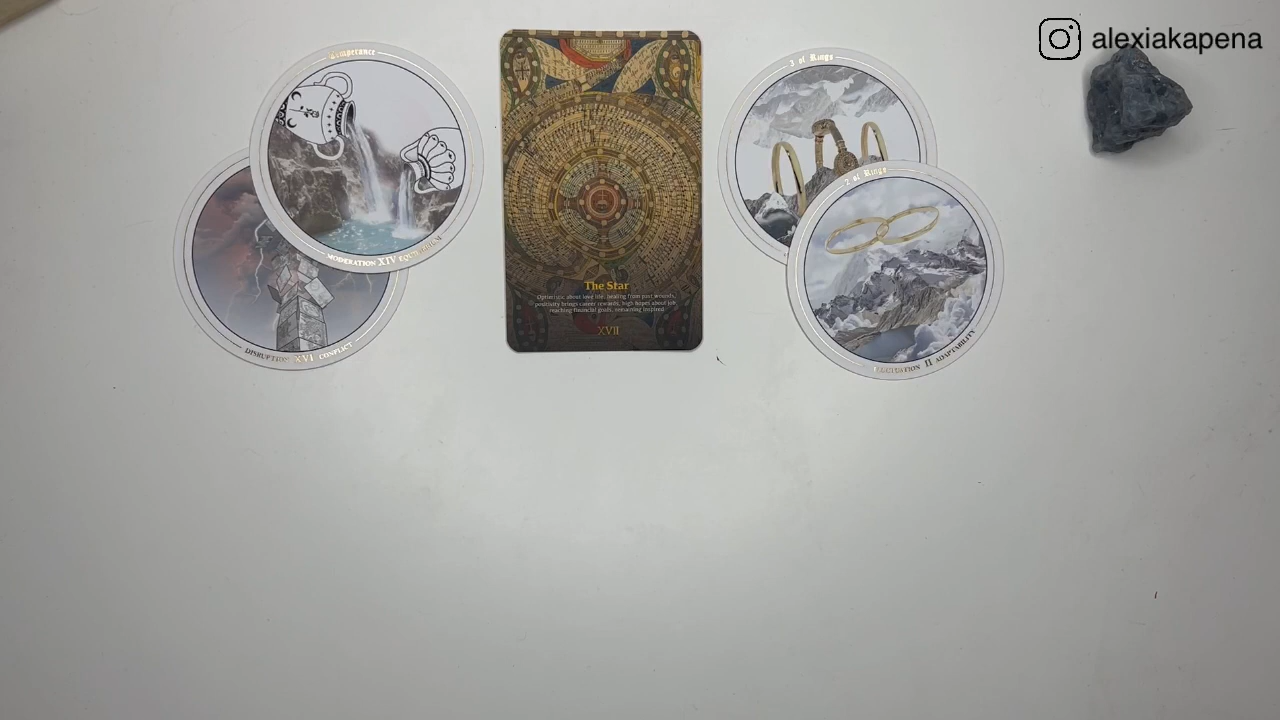 alexiakapena
Temperance
MODERATION XIV EQUILIBRIUM
DISRUPTION XVI CONFLICT
The Star
Optimistic about love life, healing from past wounds,
positivity brings career rewards, high hopes about job,
reaching financial goals, remaining inspired
XVII
3 of Rings
2 of Rings
II ADAPTABILITY